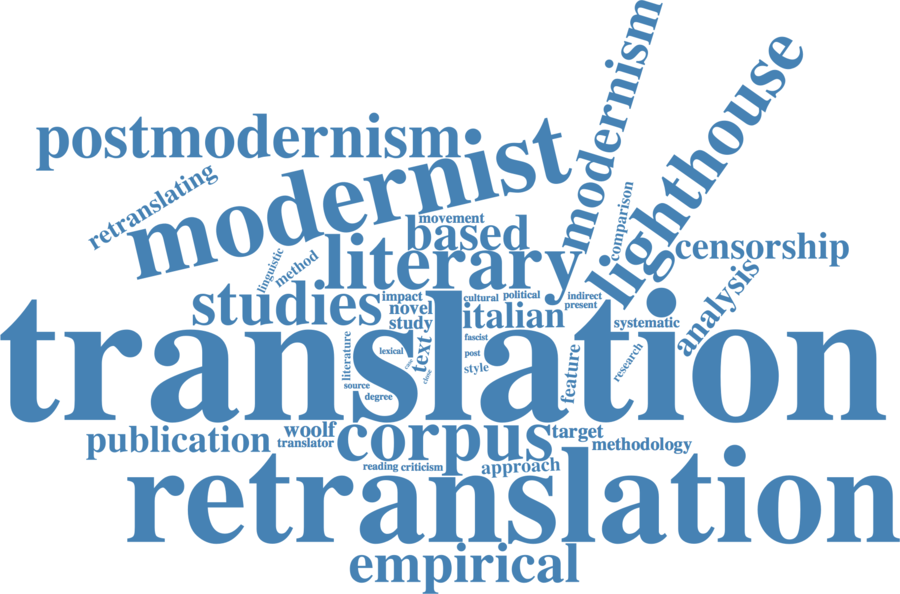 modernism
lighthouse
postmodernism
modernist
retranslating
comparison
movement
based
censorship
linguistic
method
literary
analysis
studies
impact
cultural
political
indirect
present
novel
italian
systematic
study
translation
text
literature
lexical
fascist
post
style
feature
research
close
source
degree
publication
woolf
translator
corpus
target
methodology
reading
criticism
approach
retranslation
empirical